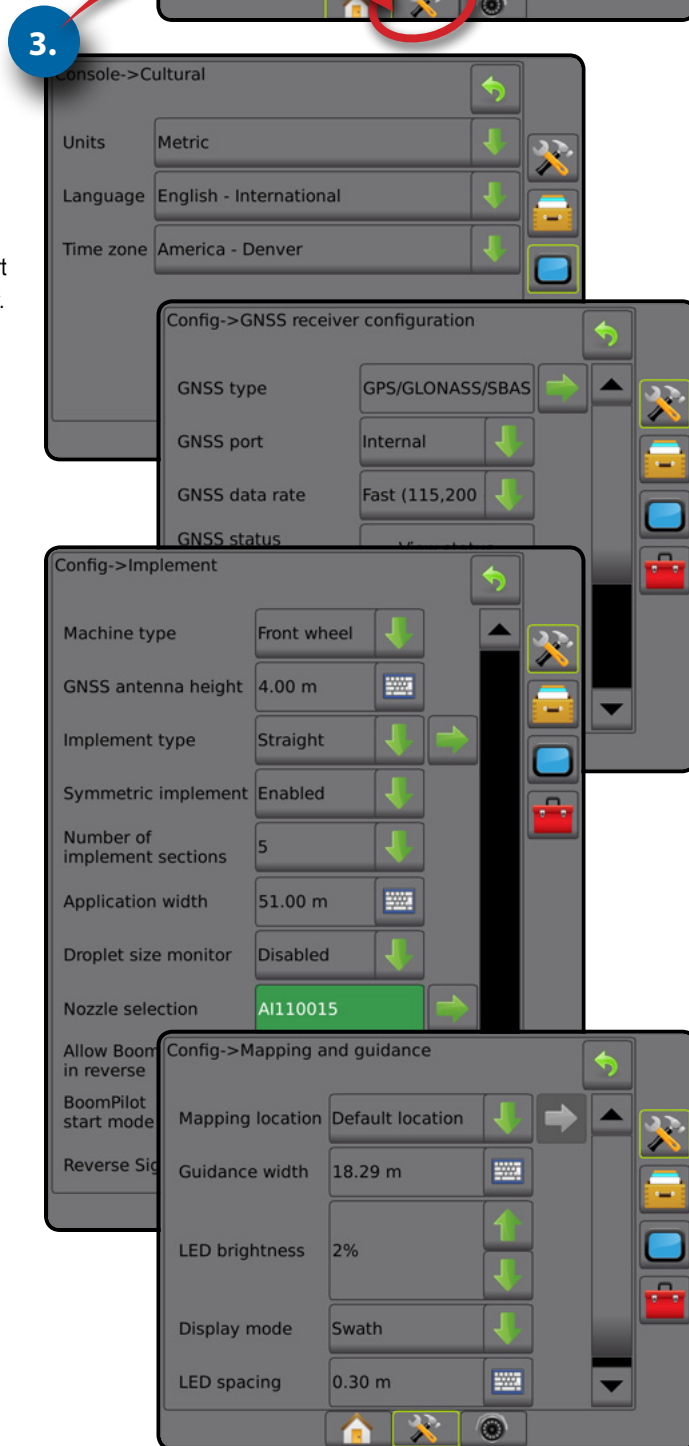 3.
Console->Cultural
Units Metric
Language English - International
Time zone America - Denver
Config->GNSS receiver configuration
GNSS type GPS/GLONASS/SBAS
GNSS port Internal
GNSS data rate Fast (115,200
GNSS status
Config->Implement
Machine type Front wheel
GNSS antenna height 4.00 m
Implement type Straight
Symmetric implement Enabled
Number of
implement sections 5
Application width 51.00 m
Droplet size monitor Disabled
Nozzle selection AI110015
Allow Boom
in reverse
BoomPilot
start mode
Reverse Sig
Config->Mapping and guidance
Mapping location Default location
Guidance width 18.29 m
LED brightness 2%
Display mode Swath
LED spacing 0.30 m